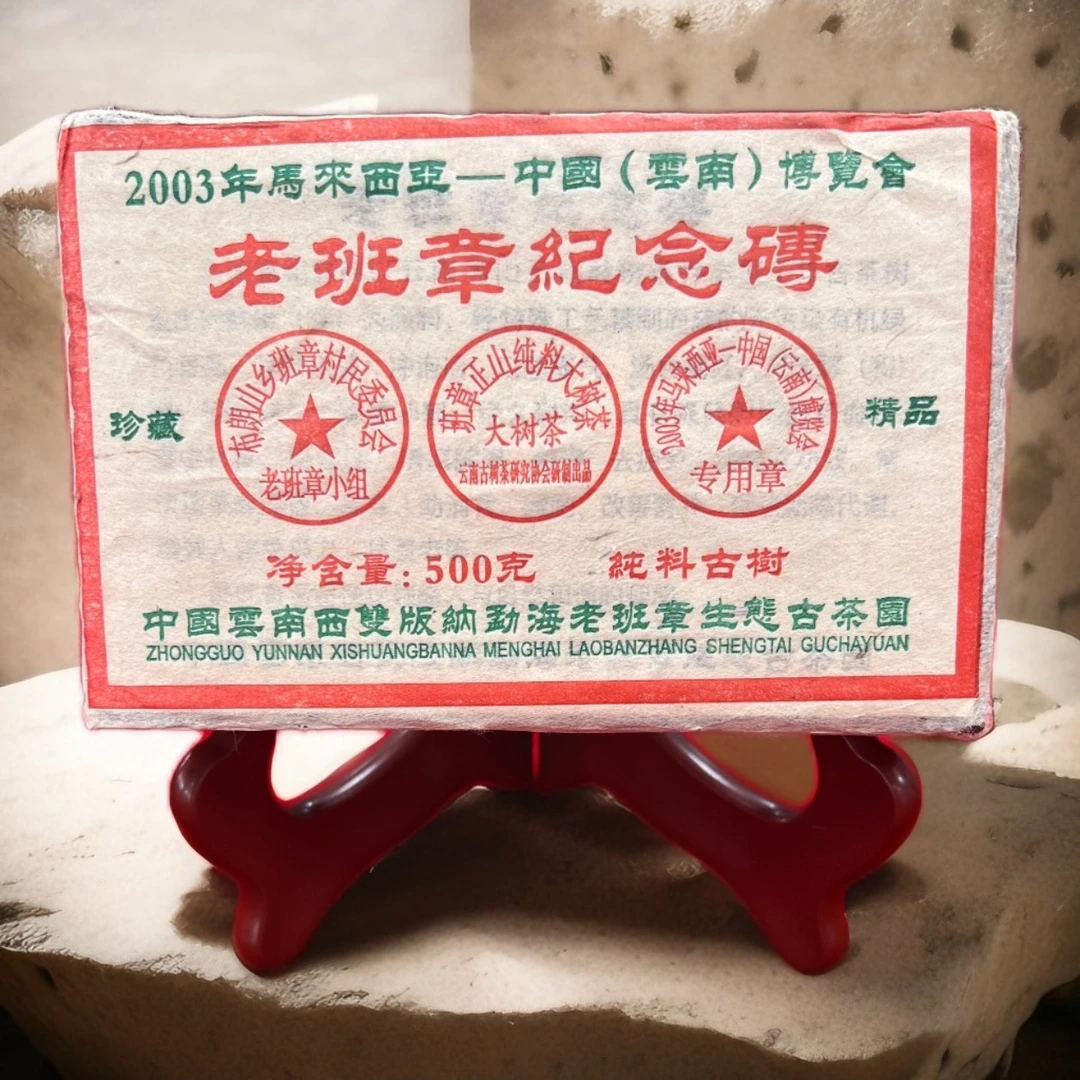 2003年馬來西亞—中國（雲南）博覽會
老班章紀念磚
布朗山乡班章村民委员会
老班章小组
班章正山纯料大树茶
大树茶
云南古树茶研究协会研制出品
2003年马来西亚一中國(云南)博览会
专用章
珍藏
精品
净含量:500克 純料古樹
中國雲南西雙版納勐海老班章生態古茶園
ZHONGGUO YUNNAN XISHUANGBANNA MENGHAI LAOBANZHANG SHENGTAI GUCHAYUAN